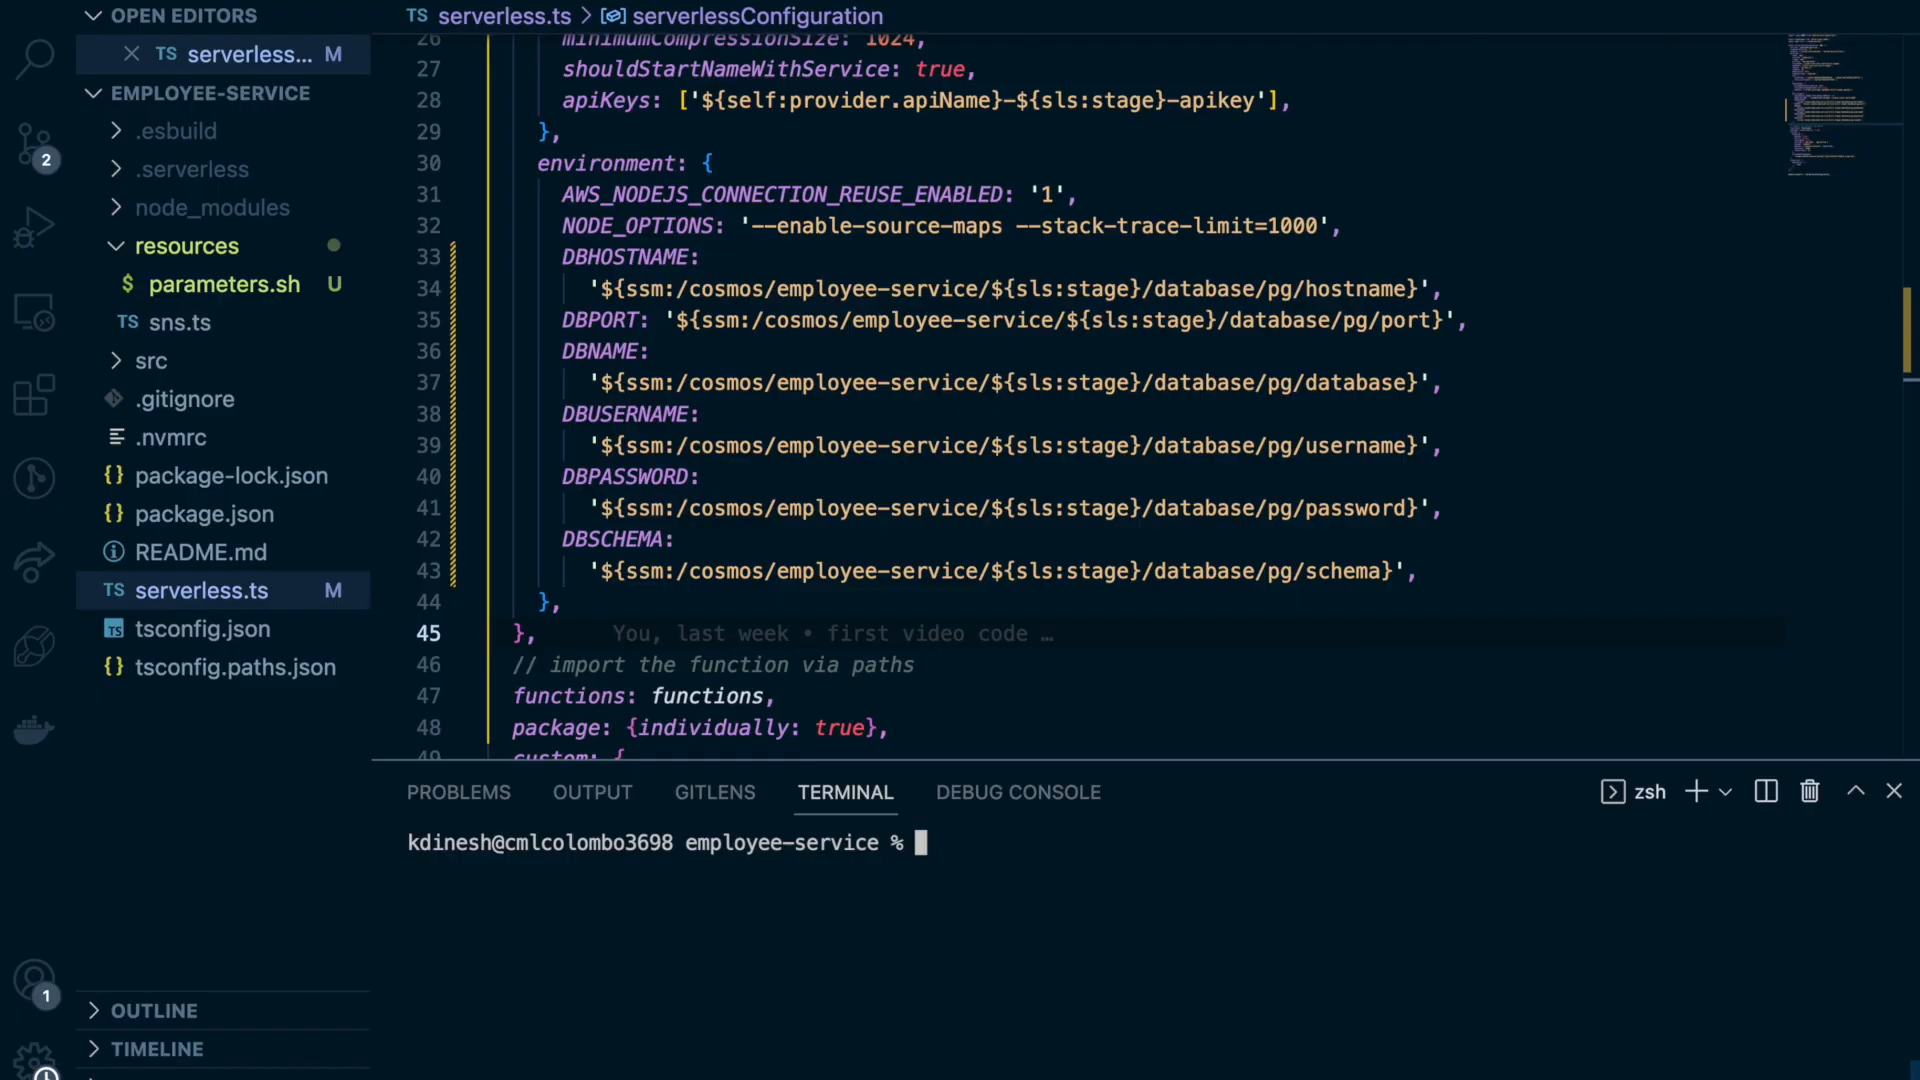 OPEN EDITORS
TS serverless... M
EMPLOYEE-SERVICE
.esbuild
.serverless
node_modules
resources
$ parameters.sh U
TS sns.ts
src
.gitignore
.nvmrc
{} package-lock.json
{} package.json
README.md
TS serverless.ts M
TS tsconfig.json
{} tsconfig.paths.json
OUTLINE
TIMELINE
2
1
TS serverless.ts > serverlessConfiguration
26 minimumCompressionSize: 1024,
27 shouldStartNameWithService: true,
28 apiKeys: ['${self:provider.apiName}-${sls:stage}-apikey'],
29 },
30 environment: {
31 AWS_NODEJS_CONNECTION_REUSE_ENABLED: '1',
32 NODE_OPTIONS: '--enable-source-maps --stack-trace-limit=1000',
33 DBHOSTNAME:
34 '${ssm:/cosmos/employee-service/${sls:stage}/database/pg/hostname}',
35 DBPORT: '${ssm:/cosmos/employee-service/${sls:stage}/database/pg/port}',
36 DBNAME:
37 '${ssm:/cosmos/employee-service/${sls:stage}/database/pg/database}',
38 DBUSERNAME:
39 '${ssm:/cosmos/employee-service/${sls:stage}/database/pg/username}',
40 DBPASSWORD:
41 '${ssm:/cosmos/employee-service/${sls:stage}/database/pg/password}',
42 DBSCHEMA:
43 '${ssm:/cosmos/employee-service/${sls:stage}/database/pg/schema}',
44 },
45 }, You, last week • first video code …
46 // import the function via paths
47 functions: functions,
48 package: {individually: true},
49 custom: {
PROBLEMS OUTPUT GITLENS TERMINAL DEBUG CONSOLE
zsh
kdinesh@cmlcolombo3698 employee-service %